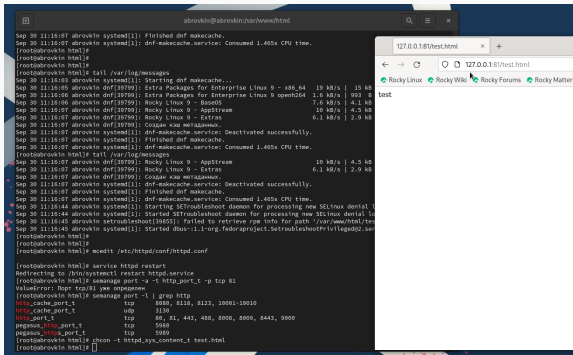 abrovkin@abrovkin:/var/www/html
Sep 30 11:16:07 abrovkin systemd[1]: Finished dnf makecache.
Sep 30 11:16:07 abrovkin systemd[1]: dnf-makecache.service: Consumed 1.465s CPU time.
[root@abrovkin html]#
[root@abrovkin html]#
[root@abrovkin html]#
[root@abrovkin html]# tail /var/log/messages
Sep 30 11:16:03 abrovkin systemd[1]: Starting dnf makecache...
Sep 30 11:16:05 abrovkin dnf[39799]: Extra Packages for Enterprise Linux 9 - x86_64 19 kB/s | 15 kB
Sep 30 11:16:06 abrovkin dnf[39799]: Extra Packages for Enterprise Linux 9 openh264 1.6 kB/s | 993 B
Sep 30 11:16:06 abrovkin dnf[39799]: Rocky Linux 9 - BaseOS 7.6 kB/s | 4.1 kB
Sep 30 11:16:07 abrovkin dnf[39799]: Rocky Linux 9 - AppStream 10 kB/s | 4.5 kB
Sep 30 11:16:07 abrovkin dnf[39799]: Rocky Linux 9 - Extras 6.1 kB/s | 2.9 kB
Sep 30 11:16:07 abrovkin dnf[39799]: Создан кэш метаданных.
Sep 30 11:16:07 abrovkin systemd[1]: dnf-makecache.service: Deactivated successfully.
Sep 30 11:16:07 abrovkin systemd[1]: Finished dnf makecache.
Sep 30 11:16:07 abrovkin systemd[1]: dnf-makecache.service: Consumed 1.465s CPU time.
[root@abrovkin html]# tail /var/log/messages
Sep 30 11:16:07 abrovkin dnf[39799]: Rocky Linux 9 - AppStream 10 kB/s | 4.5 kB
Sep 30 11:16:07 abrovkin dnf[39799]: Rocky Linux 9 - Extras 6.1 kB/s | 2.9 kB
Sep 30 11:16:07 abrovkin dnf[39799]: Создан кэш метаданных.
Sep 30 11:16:07 abrovkin systemd[1]: dnf-makecache.service: Deactivated successfully.
Sep 30 11:16:07 abrovkin systemd[1]: Finished dnf makecache.
Sep 30 11:16:07 abrovkin systemd[1]: dnf-makecache.service: Consumed 1.465s CPU time.
Sep 30 11:16:44 abrovkin systemd[1]: Starting SETroubleshoot daemon for processing new SELinux denial l
Sep 30 11:16:44 abrovkin systemd[1]: Started SETroubleshoot daemon for processing new SELinux denial lo
Sep 30 11:16:45 abrovkin setroubleshoot[39855]: failed to retrieve rpm info for path '/var/www/html/tes
Sep 30 11:16:45 abrovkin systemd[1]: Started dbus-:1.1-org.fedoraproject.SetroubleshootPrivileged@2.ser
[root@abrovkin html]#
[root@abrovkin html]#
[root@abrovkin html]# mcedit /etc/httpd/conf/httpd.conf

[root@abrovkin html]# service httpd restart
Redirecting to /bin/systemctl restart httpd.service
[root@abrovkin html]# semanage port -a -t http_port_t -p tcp 81
ValueError: Порт tcp/81 уже определен
[root@abrovkin html]# semanage port -l | grep http
http_cache_port_t tcp 8080, 8118, 8123, 10001-10010
http_cache_port_t udp 3130
http_port_t tcp 80, 81, 443, 488, 8008, 8009, 8443, 9000
pegasus_http_port_t tcp 5988
pegasus_https_port_t tcp 5989
[root@abrovkin html]# chcon -t httpd_sys_content_t test.html
[root@abrovkin html]#
127.0.0.1:81/test.html
127.0.0.1:81/test.html
Rocky Linux Rocky Wiki Rocky Forums Rocky Matterm
test